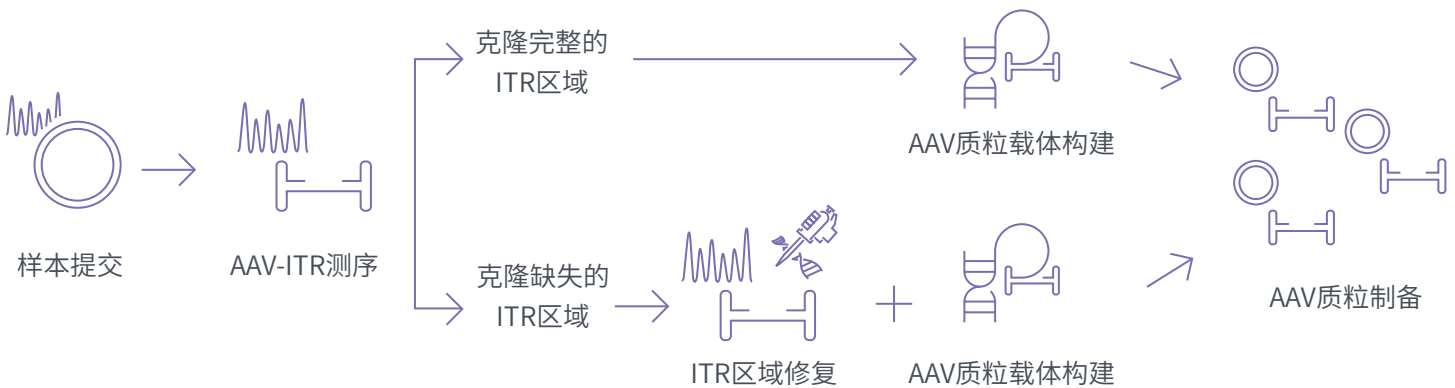 样本提交
AAV-ITR测序
克隆完整的
ITR区域
AAV质粒载体构建
克隆缺失的
ITR区域
ITR区域修复
AAV质粒载体构建
AAV质粒制备